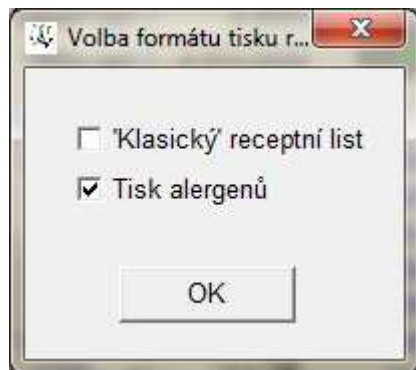 Volba formátu tisku r...
'Klasický' receptní list
Tisk alergenů
OK